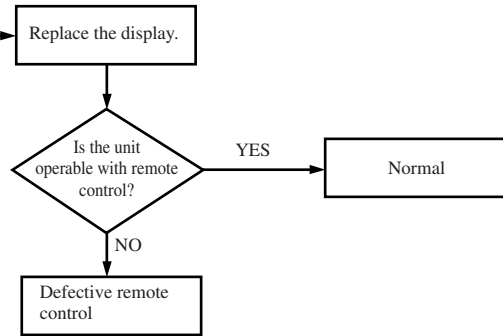 Replace the display.
Is the unit
operable with remote
control?
YES
Normal
NO
Defective remote
control